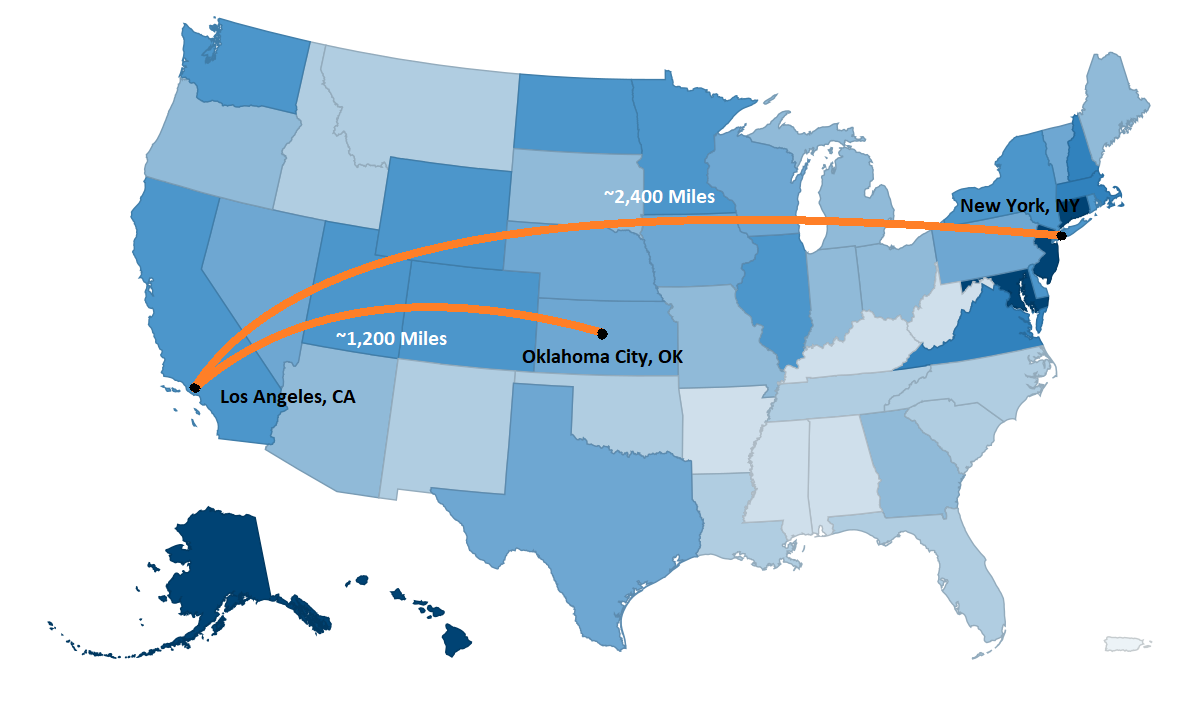 ~2,400 Miles
New York, NY
~1,200 Miles
Oklahoma City, OK
Los Angeles, CA